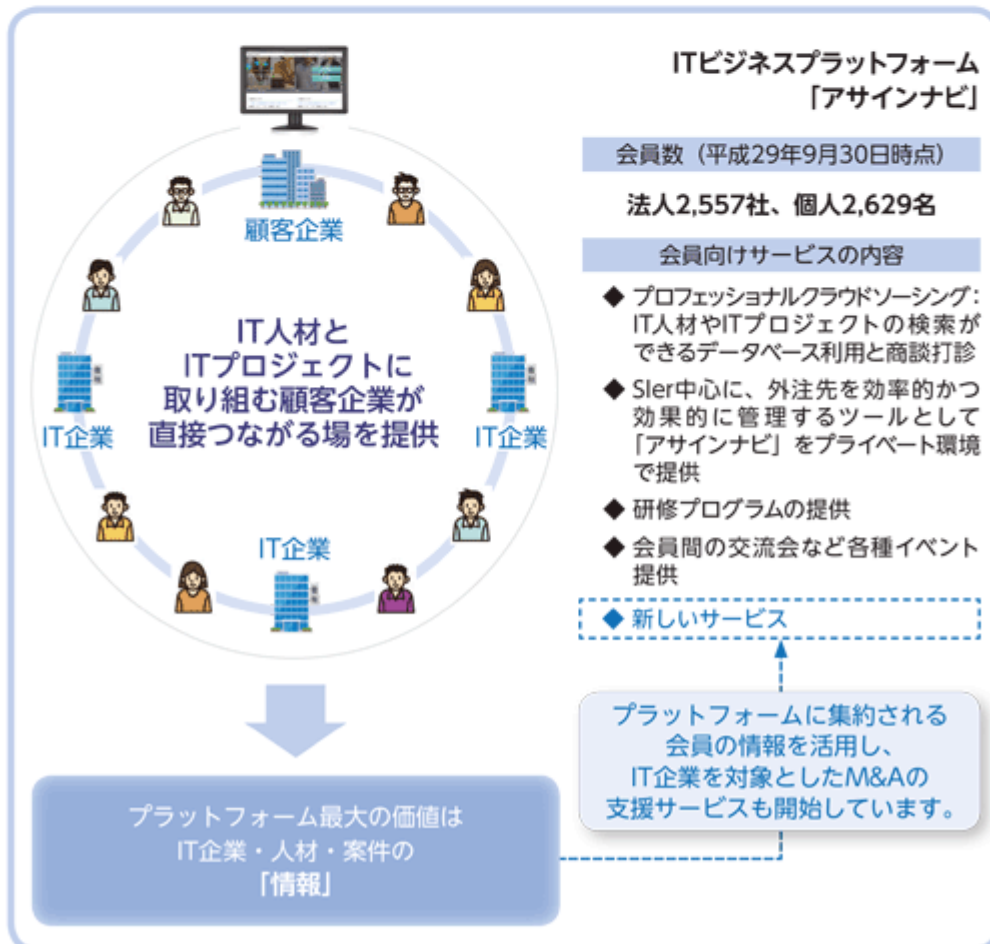 ITビジネスプラットフォーム
「アサインナビ」
会員数（平成29年9月30日時点）
法人2,557社、個人2,629名
会員向けサービスの内容
◆ プロフェッショナルクラウドソーシング：
IT人材やITプロジェクトの検索が
できるデータベース利用と商談打診
◆ SIer中心に、外注先を効率的かつ
効果的に管理するツールとして
「アサインナビ」をプライベート環境
で提供
◆ 研修プログラムの提供
◆ 会員間の交流会など各種イベント
提供
◆ 新しいサービス
プラットフォームに集約される
会員の情報を活用し、
IT企業を対象としたM&Aの
支援サービスも開始しています。
顧客企業
IT人材と
ITプロジェクトに
取り組む顧客企業が
直接つながる場を提供
IT企業
IT企業
IT企業
プラットフォーム最大の価値は
IT企業・人材・案件の
「情報」